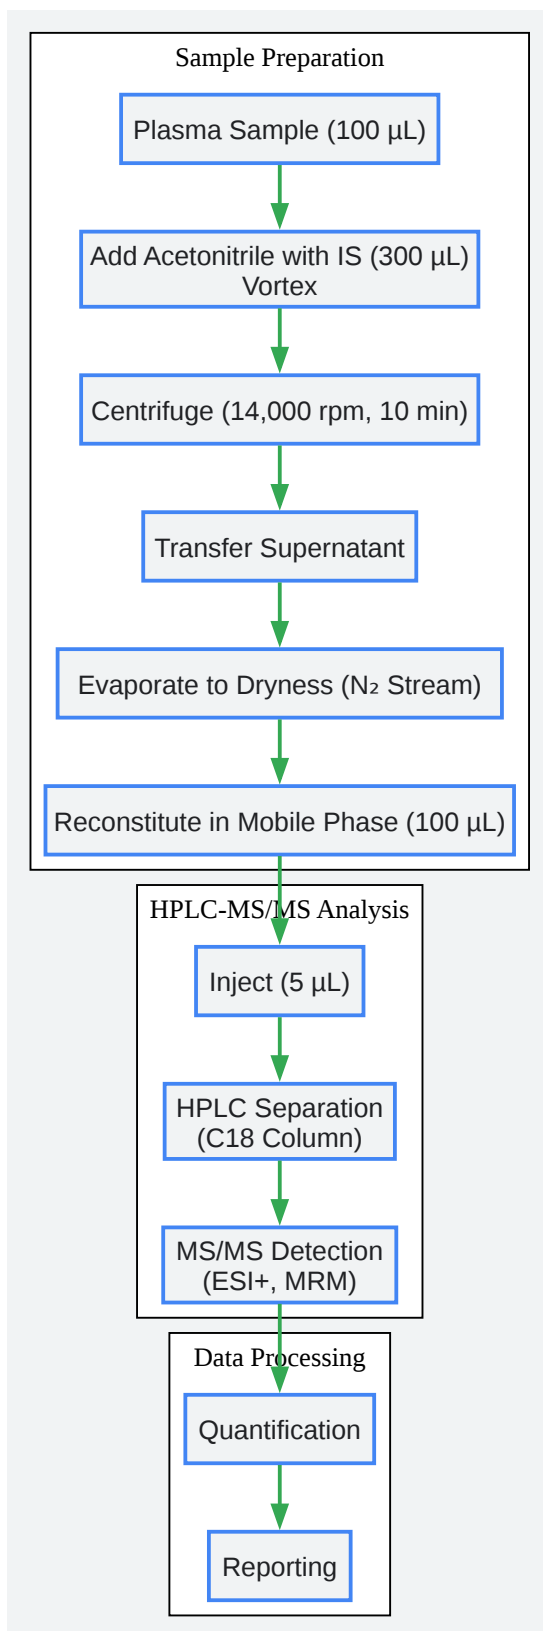 Sample Preparation
Plasma Sample (100 µL)
Add Acetonitrile with IS (300 µL)
Vortex
Centrifuge (14,000 rpm, 10 min)
Transfer Supernatant
Evaporate to Dryness (N₂ Stream)
Reconstitute in Mobile Phase (100 µL)
HPLC-MS/MS Analysis
Inject (5 µL)
HPLC Separation
(C18 Column)
MS/MS Detection
(ESI+, MRM)
Data Processing
Quantification
Reporting